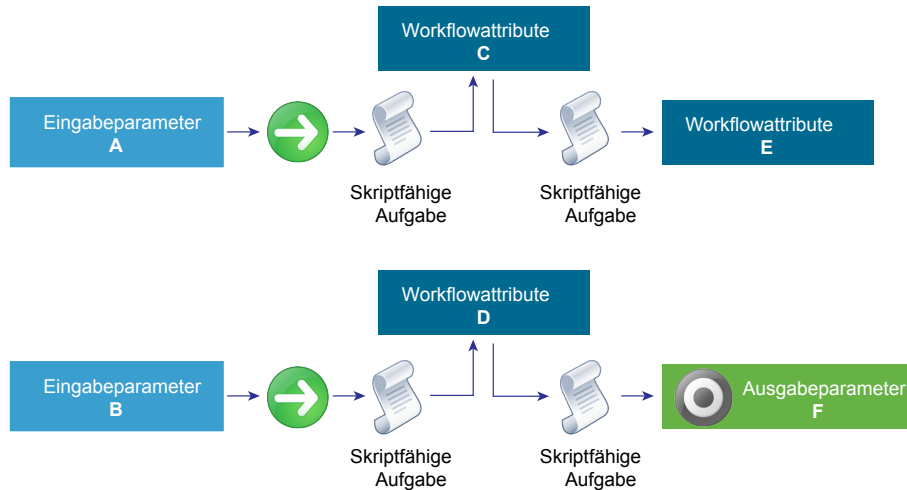 Workflowattribute
C
Eingabeparameter
A
Workflowattribute
E
Skriptfähige
Aufgabe
Skriptfähige
Aufgabe
Workflowattribute
D
Eingabeparameter
B
Ausgabeparameter
F
Skriptfähige
Aufgabe
Skriptfähige
Aufgabe